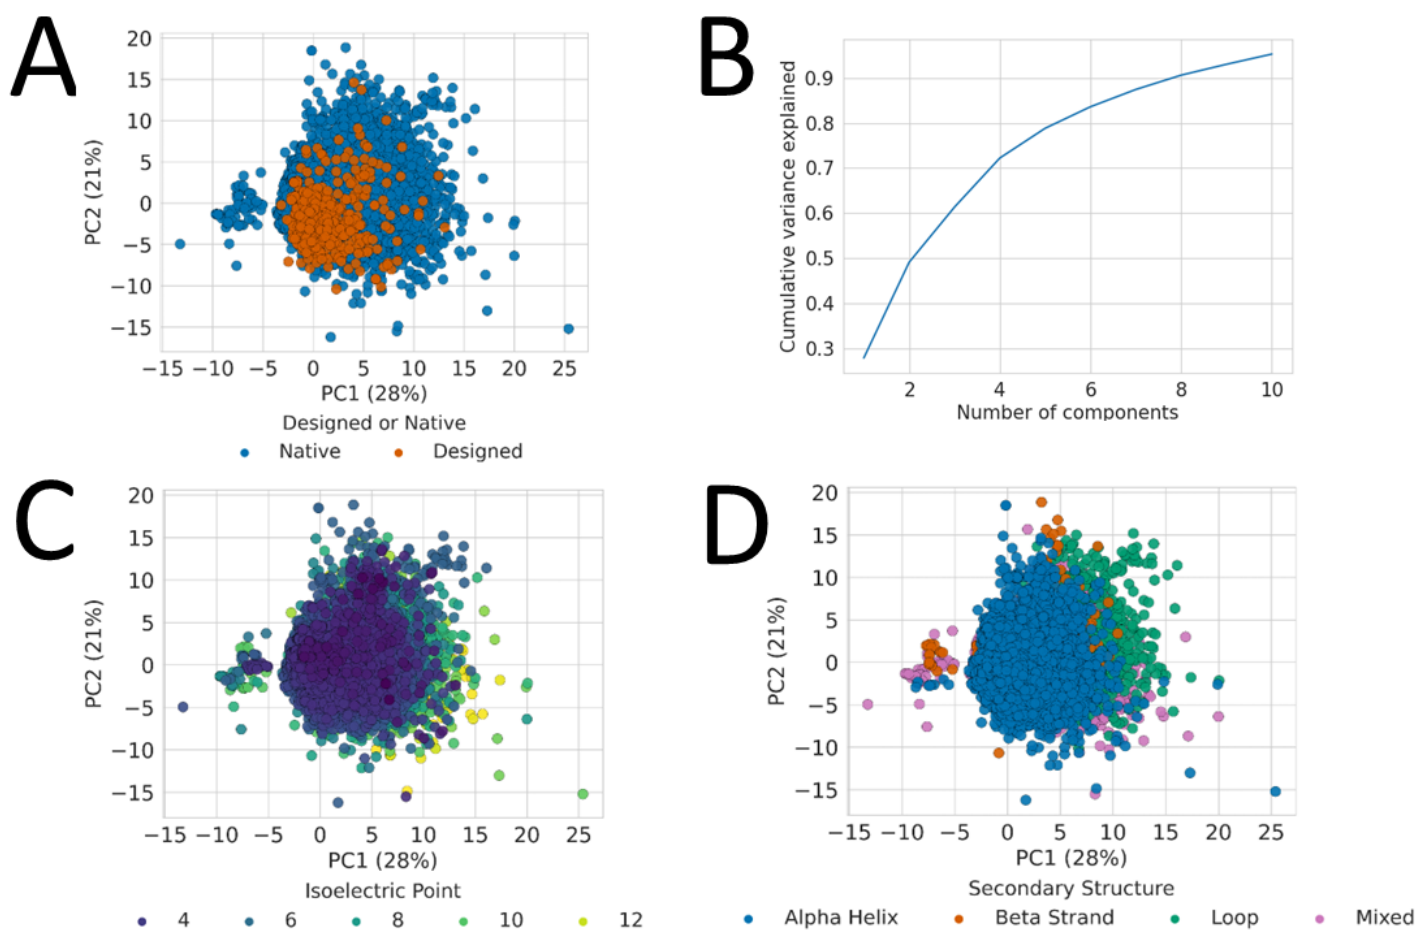 A
20
15
10
5
0
−5
−10
−15
PC2 (21%)
−15 −10 −5 0 5 10 15 20 25
PC1 (28%)
Designed or Native
Native Designed
B
0.9
0.8
0.7
0.6
0.5
0.4
0.3
Cumulative variance explained
2 4 6 8 10
Number of components
C
20
15
10
5
0
−5
−10
−15
PC2 (21%)
−15 −10 −5 0 5 10 15 20 25
PC1 (28%)
Isoelectric Point
4 6 8 10 12
D
20
15
10
5
0
−5
−10
−15
PC2 (21%)
−15 −10 −5 0 5 10 15 20 25
PC1 (28%)
Secondary Structure
Alpha Helix Beta Strand Loop Mixed